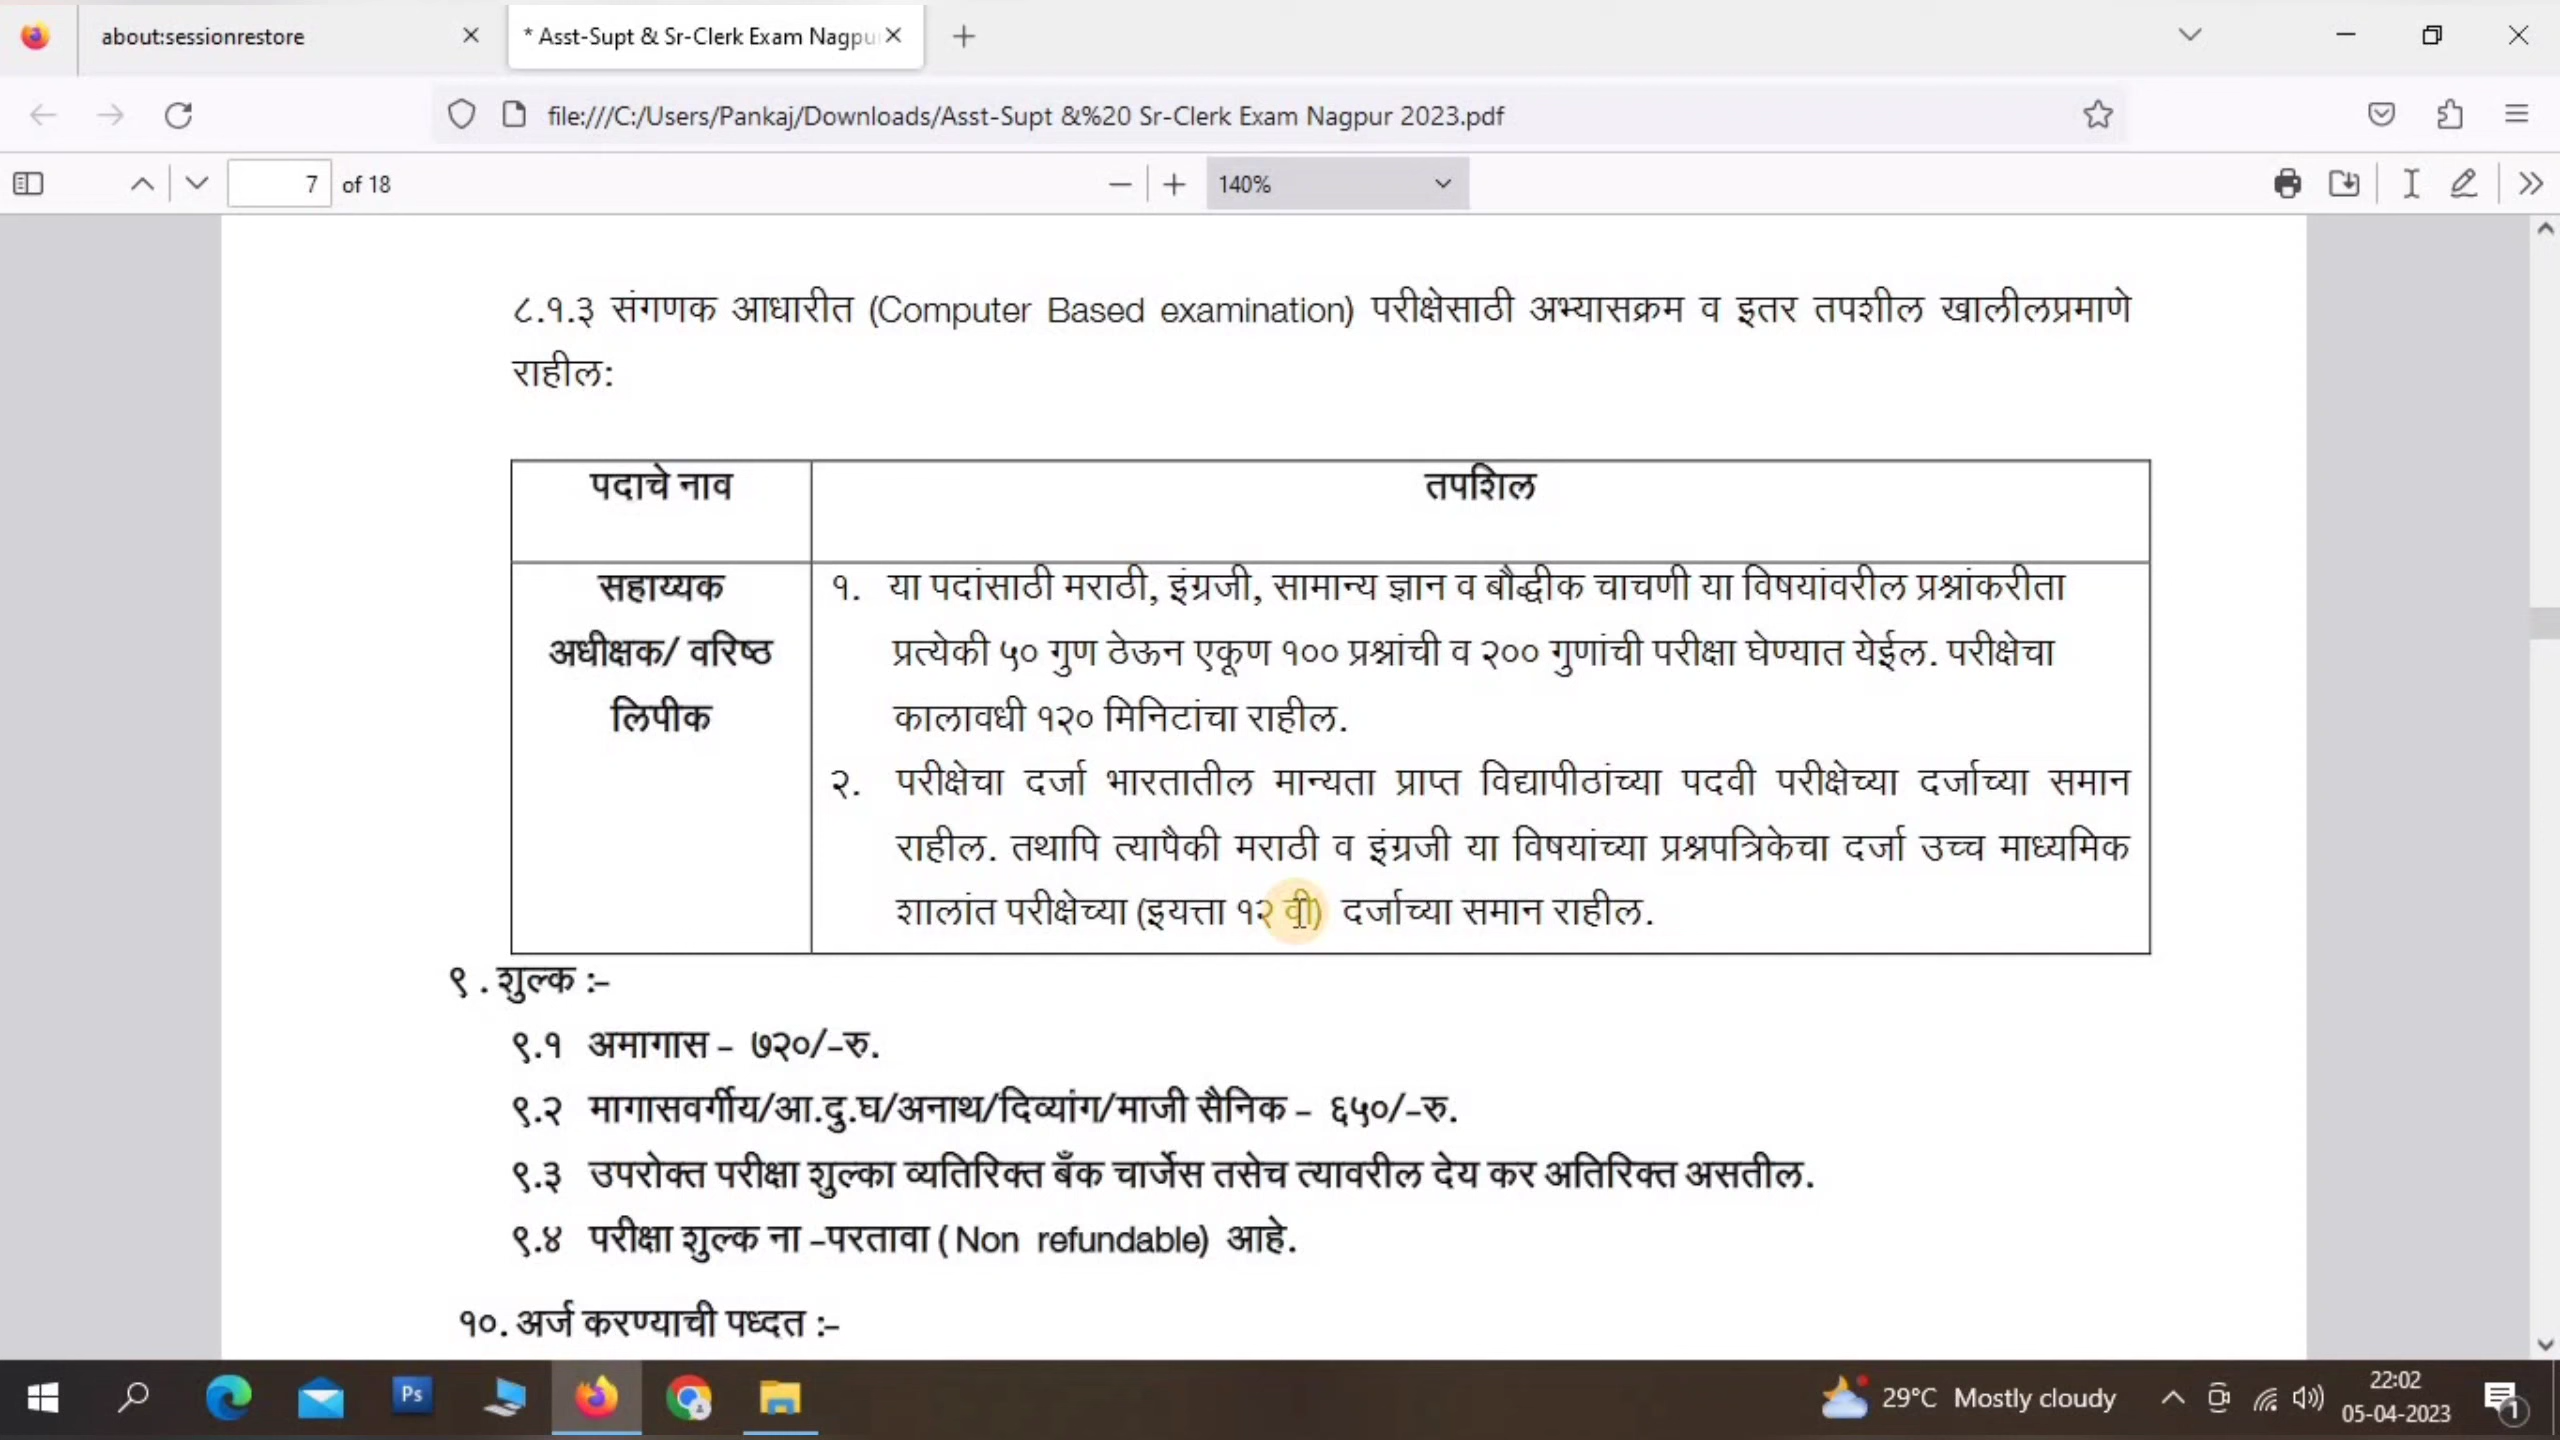 about:sessionrestore
* Asst-Supt & Sr-Clerk Exam Nagpu
file:///C:/Users/Pankaj/Downloads/Asst-Supt &%20 Sr-Clerk Exam Nagpur 2023.pdf
7 of 18
140%
८.१.३ संगणक आधारीत (Computer Based examination) परीक्षेसाठी अभ्यासक्रम व इतर तपशील खालीलप्रमाणे
राहील:
पदाचे नाव
तपशिल
सहाय्यक
अधीक्षक/ वरिष्ठ
लिपीक
१. या पदांसाठी मराठी, इंग्रजी, सामान्य ज्ञान व बौद्धीक चाचणी या विषयांवरील प्रश्नांकरीता
प्रत्येकी ५० गुण ठेऊन एकूण १०० प्रश्नांची व २०० गुणांची परीक्षा घेण्यात येईल. परीक्षेचा
कालावधी १२० मिनिटांचा राहील.
२. परीक्षेचा दर्जा भारतातील मान्यता प्राप्त विद्यापीठांच्या पदवी परीक्षेच्या दर्जाच्या समान
राहील. तथापि त्यापैकी मराठी व इंग्रजी या विषयांच्या प्रश्नपत्रिकेचा दर्जा उच्च माध्यमिक
शालांत परीक्षेच्या (इयत्ता १२ वी) दर्जाच्या समान राहील.
९ . शुल्क :-
९.१ अमागास - ७२०/-रु.
९.२ मागासवर्गीय/आ.दु.घ/अनाथ/दिव्यांग/माजी सैनिक - ६५०/-रु.
९.३ उपरोक्त परीक्षा शुल्का व्यतिरिक्त बँक चार्जेस तसेच त्यावरील देय कर अतिरिक्त असतील.
९.४ परीक्षा शुल्क ना -परतावा ( Non refundable) आहे.
१०. अर्ज करण्याची पध्दत :-
Ps
29°C Mostly cloudy
22:02
05-04-2023
1